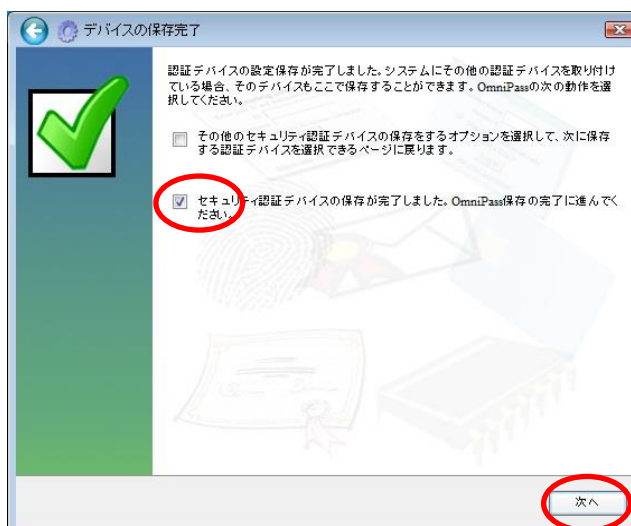 デバイスの保存完了
認証デバイスの設定保存が完了しました。システムにその他の認証デバイスを取り付け
ている場合、そのデバイスもここで保存することができます。OmniPassの次の動作を選
択してください。
その他のセキュリティ認証デバイスの保存をするオプションを選択して、次に保存
する認証デバイスを選択できるページに戻ります。
セキュリティ認証デバイスの保存が完了しました。OmniPass保存の完了に進んでく
ださい。
次へ